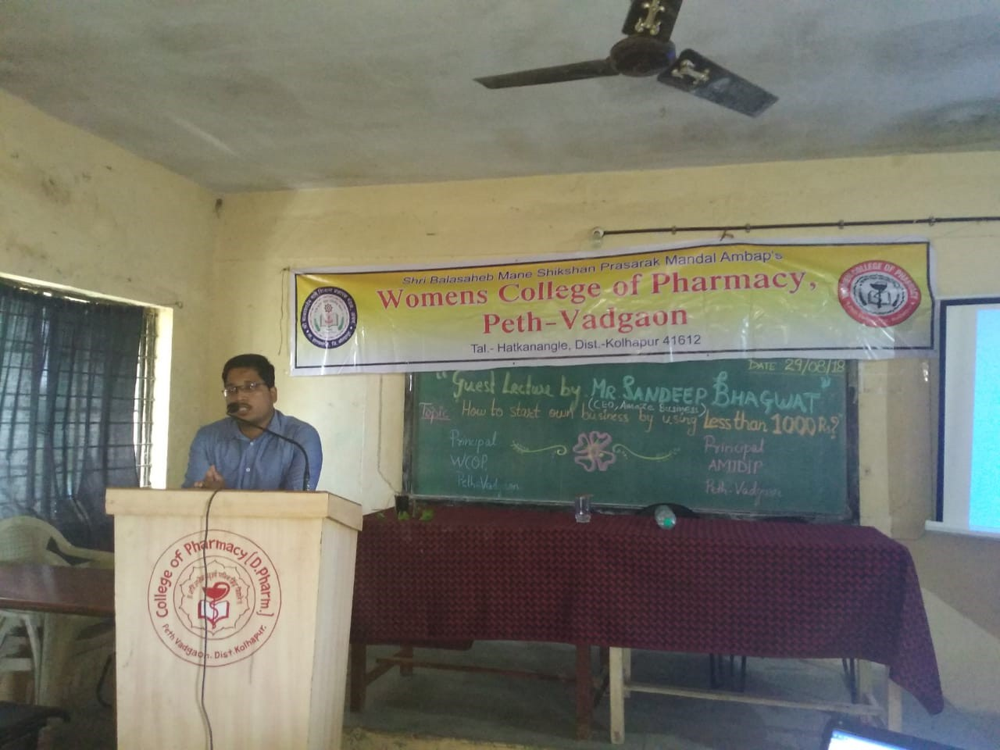 Shri Balasaheb Mane Shikshan Prasarak Mandal Ambap's
Womens College of Pharmacy,
Peth-Vadgaon
Tal.- Hatkanangle, Dist.-Kolhapur 41612
COLLEGE OF PHARMACY
DATE: 29/08/18
"Guest Lecture by MR. SANDEEP BHAGWAT"
(CEO, Amaze Business)
Topic How to start own business by using Less than 1000 Rs.?
Principal
WCOP
Peth-Vadgaon
Principal
AMIDIP
Peth-Vadgaon
College of Pharmacy [D.Pharm.]
Peth Vadgaon. Dist. Kolhapur.